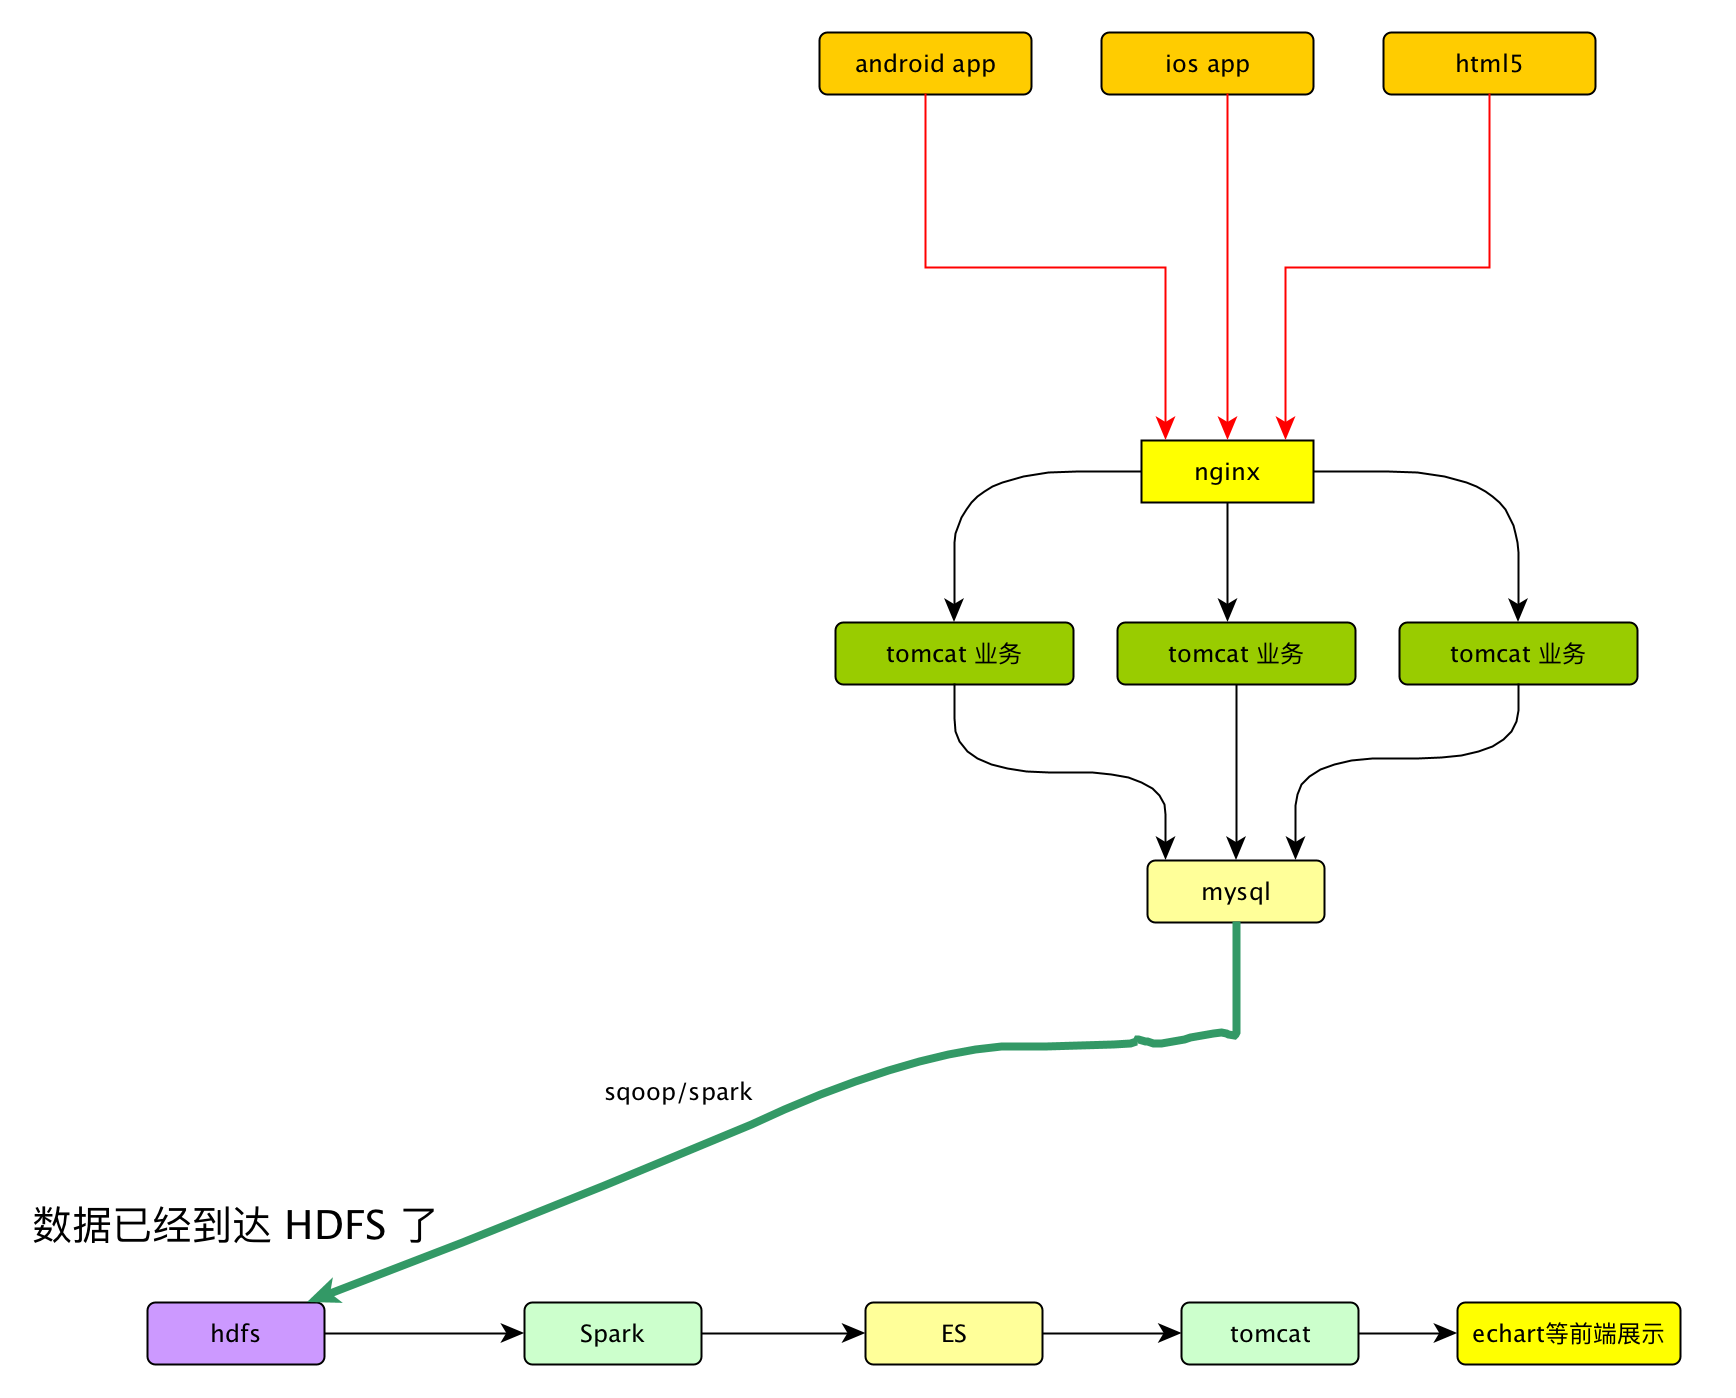 android app
ios app
html5
nginx
tomcat 业务
tomcat 业务
tomcat 业务
mysql
sqoop/spark
数据已经到达 HDFS 了
hdfs
Spark
ES
tomcat
echart等前端展示